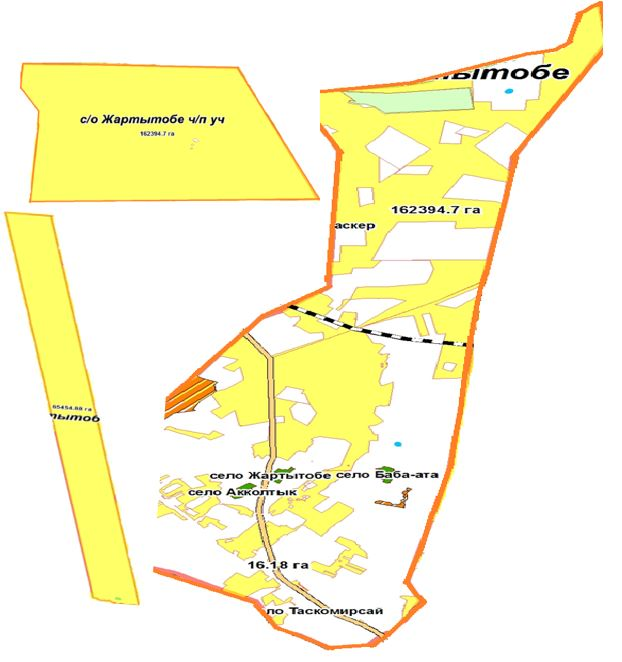 ытобе
с/о Жартытобе ч/п уч
162394.7 га
162394.7 га
аскер
65454.88 га
ытоб
село Жартытобе село Баба-ата
село Акколтык
16.18 га
ло Таскомирсай